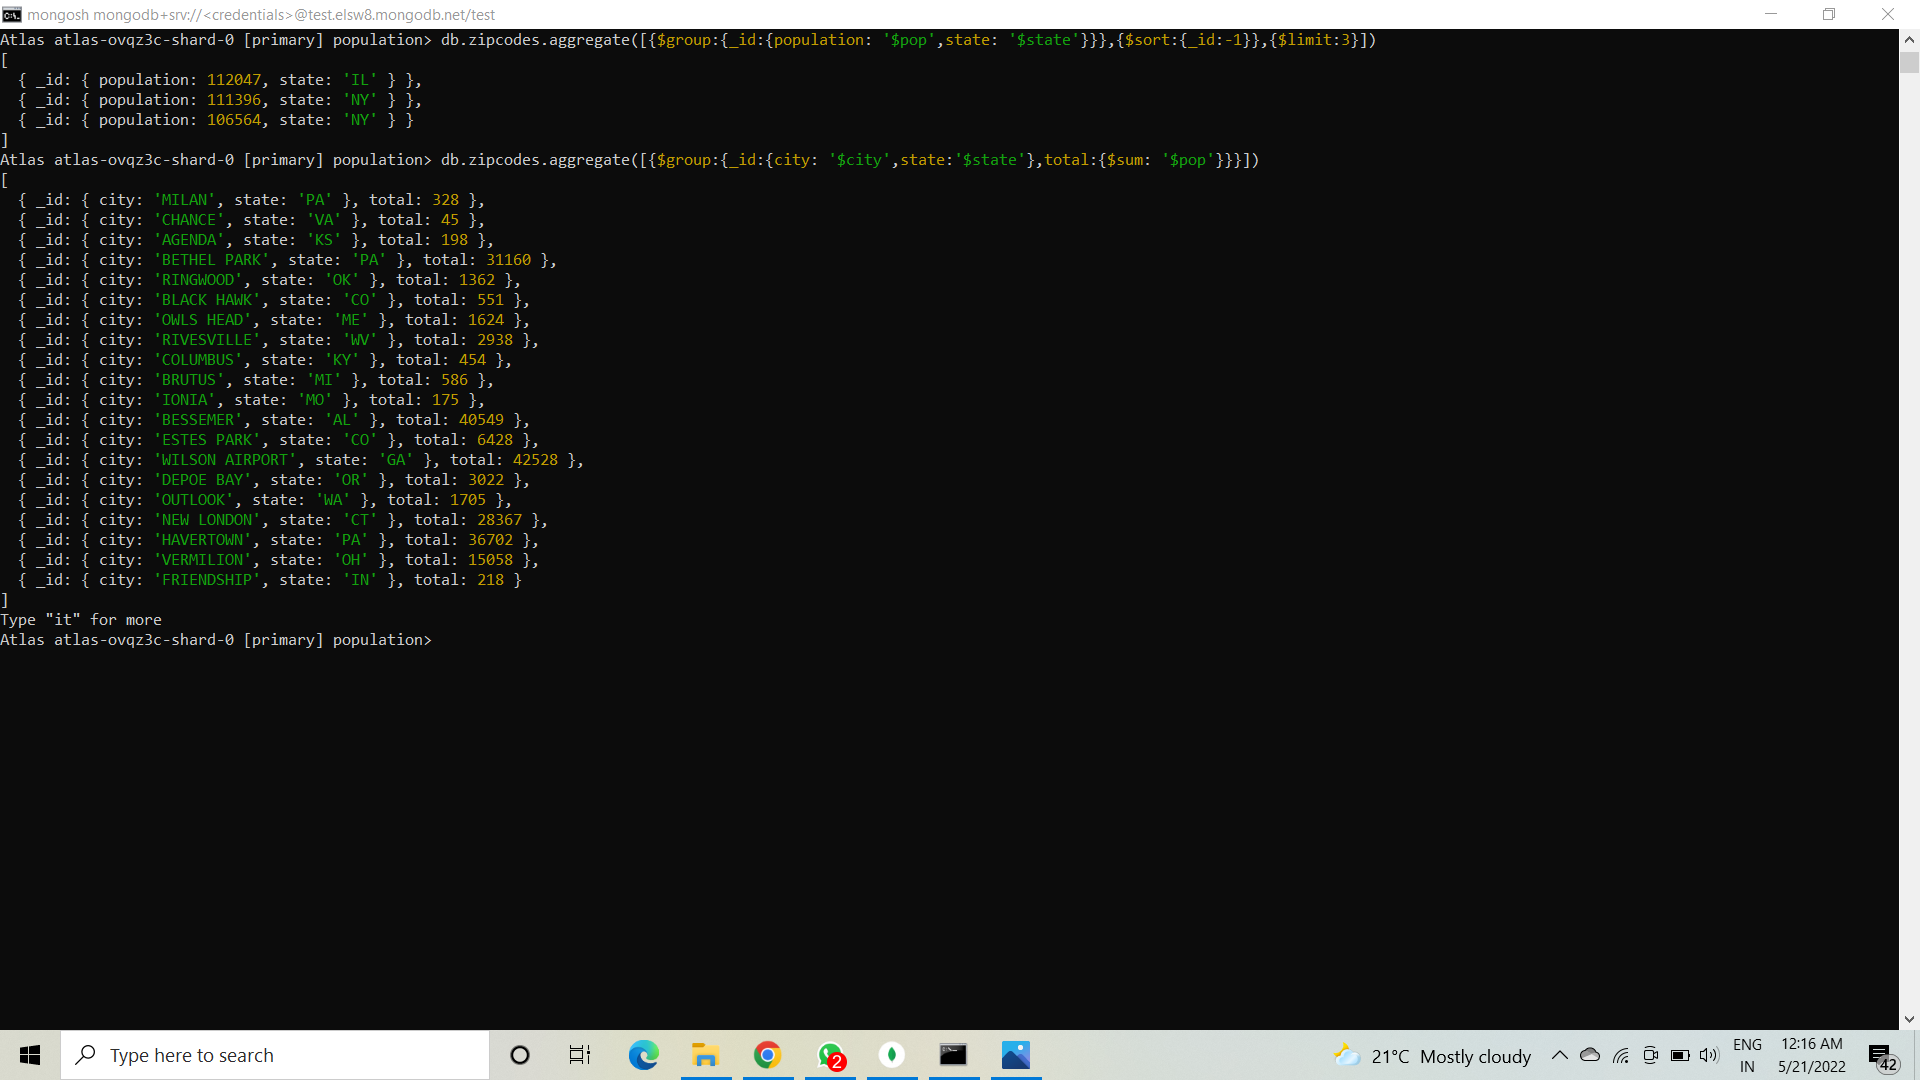 mongosh mongodb+srv://<credentials>@test.elsw8.mongodb.net/test
Atlas atlas-ovqz3c-shard-0 [primary] population> db.zipcodes.aggregate([{$group:{_id:{population: '$pop',state: '$state'}}},{$sort:{_id:-1}},{$limit:3}])
[
  { _id: { population: 112047, state: 'IL' } },
  { _id: { population: 111396, state: 'NY' } },
  { _id: { population: 106564, state: 'NY' } }
]
Atlas atlas-ovqz3c-shard-0 [primary] population> db.zipcodes.aggregate([{$group:{_id:{city: '$city',state:'$state'},total:{$sum: '$pop'}}}])
[
  { _id: { city: 'MILAN', state: 'PA' }, total: 328 },
  { _id: { city: 'CHANCE', state: 'VA' }, total: 45 },
  { _id: { city: 'AGENDA', state: 'KS' }, total: 198 },
  { _id: { city: 'BETHEL PARK', state: 'PA' }, total: 31160 },
  { _id: { city: 'RINGWOOD', state: 'OK' }, total: 1362 },
  { _id: { city: 'BLACK HAWK', state: 'CO' }, total: 551 },
  { _id: { city: 'OWLS HEAD', state: 'ME' }, total: 1624 },
  { _id: { city: 'RIVESVILLE', state: 'WV' }, total: 2938 },
  { _id: { city: 'COLUMBUS', state: 'KY' }, total: 454 },
  { _id: { city: 'BRUTUS', state: 'MI' }, total: 586 },
  { _id: { city: 'IONIA', state: 'MO' }, total: 175 },
  { _id: { city: 'BESSEMER', state: 'AL' }, total: 40549 },
  { _id: { city: 'ESTES PARK', state: 'CO' }, total: 6428 },
  { _id: { city: 'WILSON AIRPORT', state: 'GA' }, total: 42528 },
  { _id: { city: 'DEPOE BAY', state: 'OR' }, total: 3022 },
  { _id: { city: 'OUTLOOK', state: 'WA' }, total: 1705 },
  { _id: { city: 'NEW LONDON', state: 'CT' }, total: 28367 },
  { _id: { city: 'HAVERTOWN', state: 'PA' }, total: 36702 },
  { _id: { city: 'VERMILION', state: 'OH' }, total: 15058 },
  { _id: { city: 'FRIENDSHIP', state: 'IN' }, total: 218 }
]
Type "it" for more
Atlas atlas-ovqz3c-shard-0 [primary] population>
Type here to search
2
21°C Mostly cloudy
ENG
IN
12:16 AM
5/21/2022
42